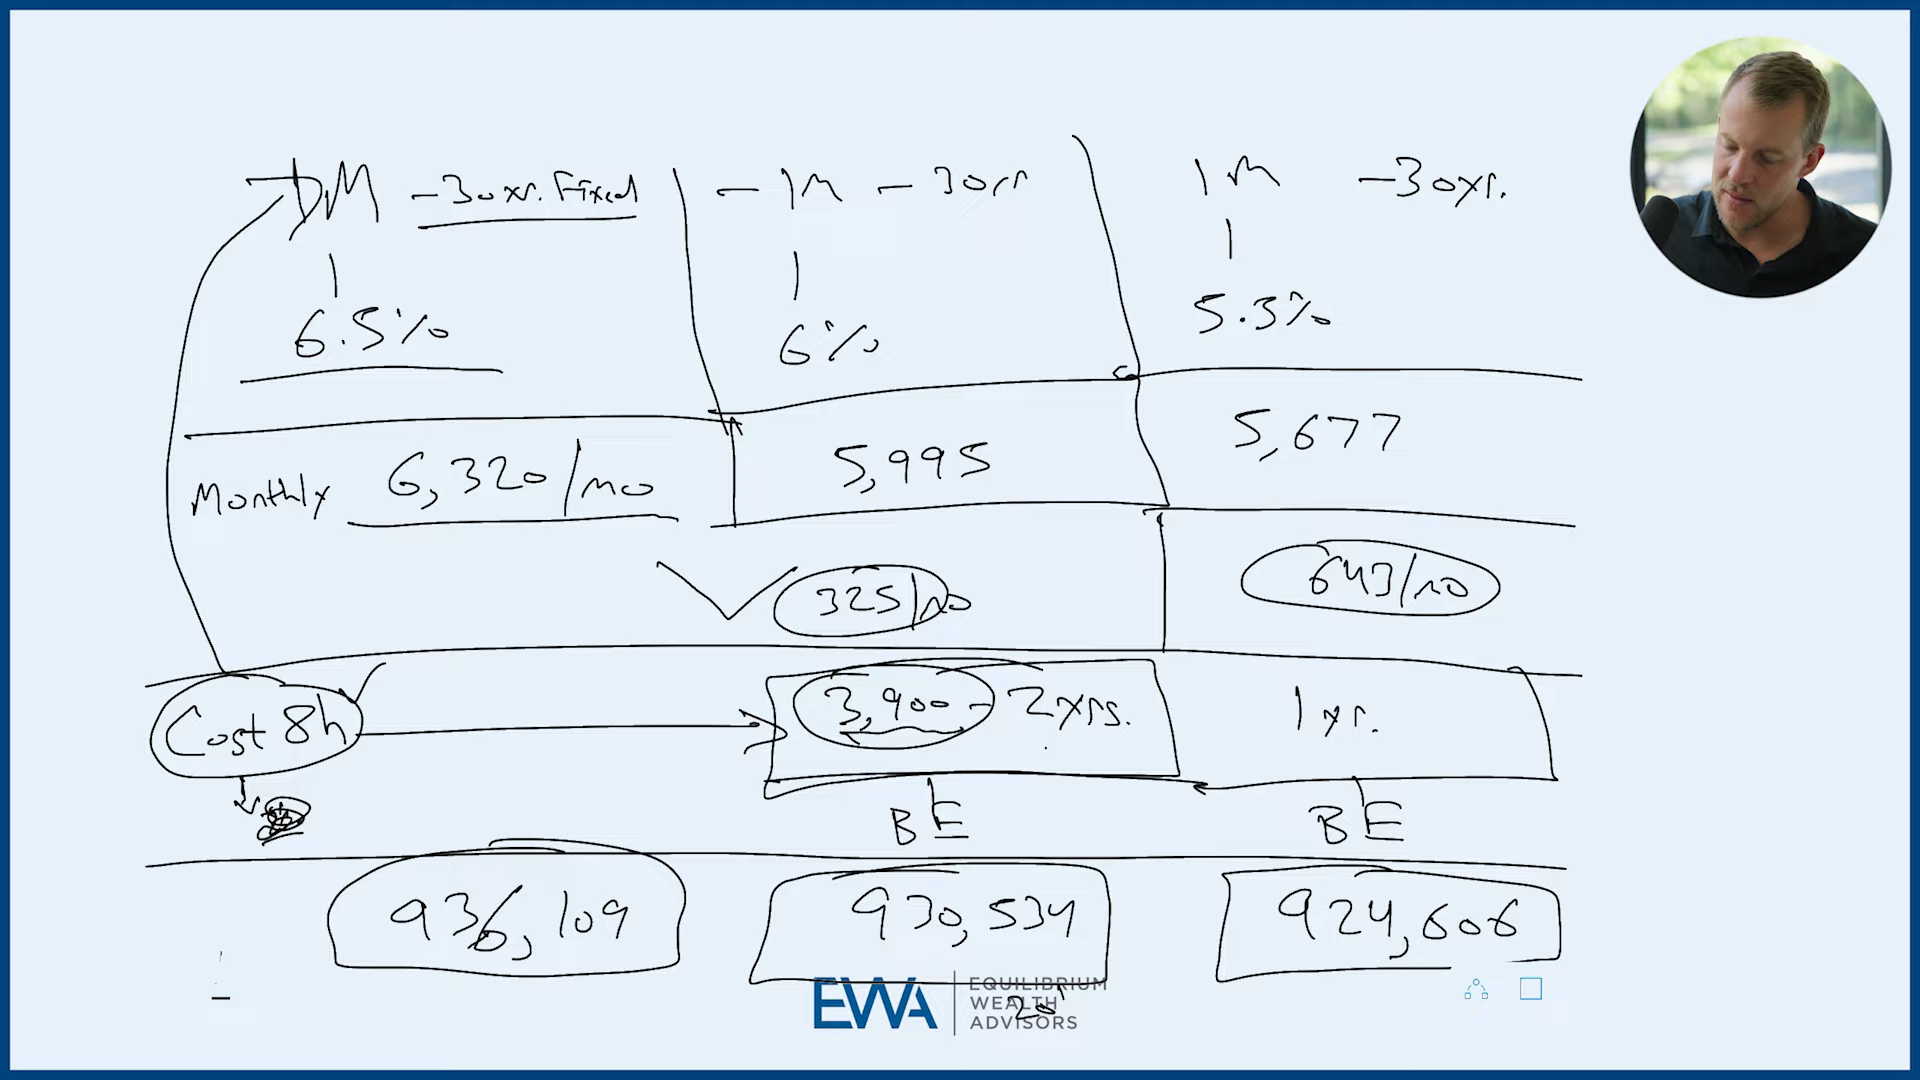 1M - 30yr. Fixed - 1M - 30yr 1M - 30yr.
6.5% 6% 5.3%
Monthly 6,320/mo 5,995 5,677
325/mo 643/mo
Cost 8h 3,900 - 2yrs. 1yr.
BE BE
936,109 930,534 924,606
EWA EQUILIBRIUM
WEALTH
ADVISORS
20